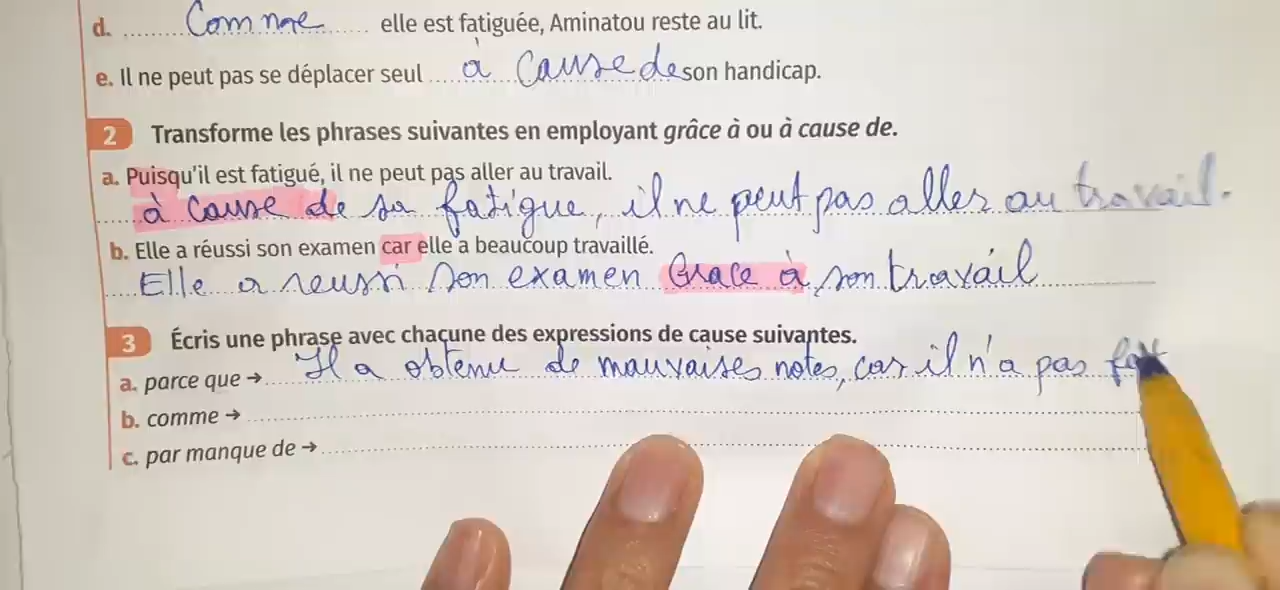 d. Comme elle est fatiguée, Aminatou reste au lit.
e. Il ne peut pas se déplacer seul à cause de son handicap.
2 Transforme les phrases suivantes en employant grâce à ou à cause de.
a. Puisqu'il est fatigué, il ne peut pas aller au travail.
à cause de sa fatigue, il ne peut pas aller au travail.
b. Elle a réussi son examen car elle a beaucoup travaillé.
Elle a reussi son examen Grace à son travail
3 Écris une phrase avec chacune des expressions de cause suivantes.
a. parce que → Il a obtenu de mauvaises notes, car il n'a pas
b. comme →
c. par manque de →